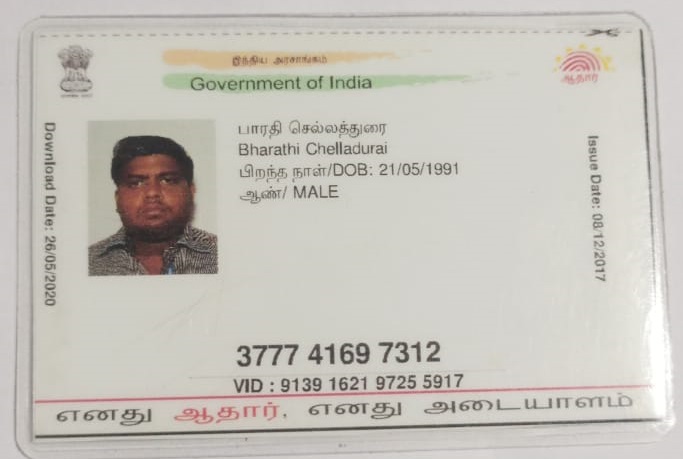 இந்திய அரசாங்கம்
Government of India
ஆதார்
Download Date: 26/05/2020
Issue Date: 08/12/2017
பாரதி செல்லத்துரை
Bharathi Chelladurai
பிறந்த நாள்/DOB: 21/05/1991
ஆண்/ MALE
3777 4169 7312
VID : 9139 1621 9725 5917
எனது ஆதார், எனது அடையாளம்